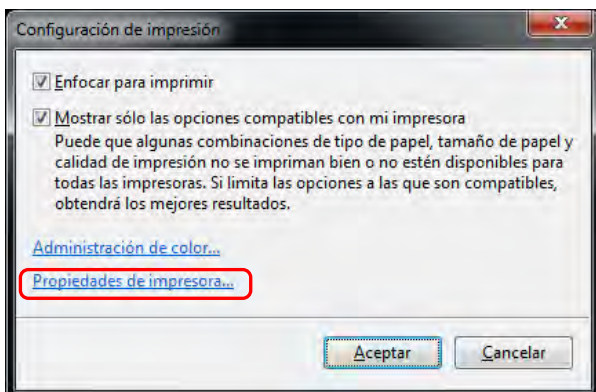 Configuración de impresión
Enfocar para imprimir
Mostrar sólo las opciones compatibles con mi impresora
Puede que algunas combinaciones de tipo de papel, tamaño de papel y
calidad de impresión no se impriman bien o no estén disponibles para
todas las impresoras. Si limita las opciones a las que son compatibles,
obtendrá los mejores resultados.
Administración de color...
Propiedades de impresora...
Aceptar
Cancelar